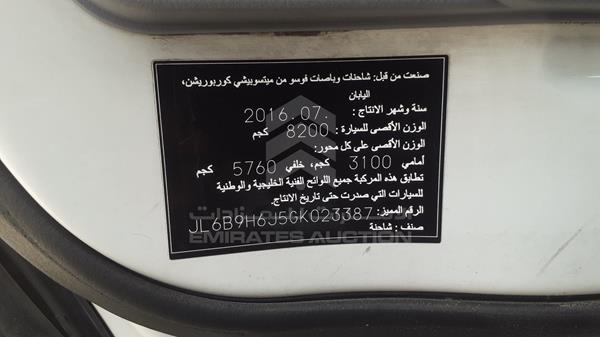 صنعت من قبل: شاحنات وباصات فوسو من ميتسوبيشي كوربوريشن،
اليابان
سنة وشهر الانتاج : 2016.07.
الوزن الأقصى للسيارة : 8200 كجم
الوزن الأقصى على كل محور:
أمامي 3100 كجم، خلفي 5760 كجم
تطابق هذه المركبة جميع اللوائح الفنية الخليجية والوطنية
للسيارات التي صدرت حتى تاريخ الانتاج.
الرقم المميز: JL6B9H6J5GK023387
صنف : شاحنة
EMIRATES AUCTION